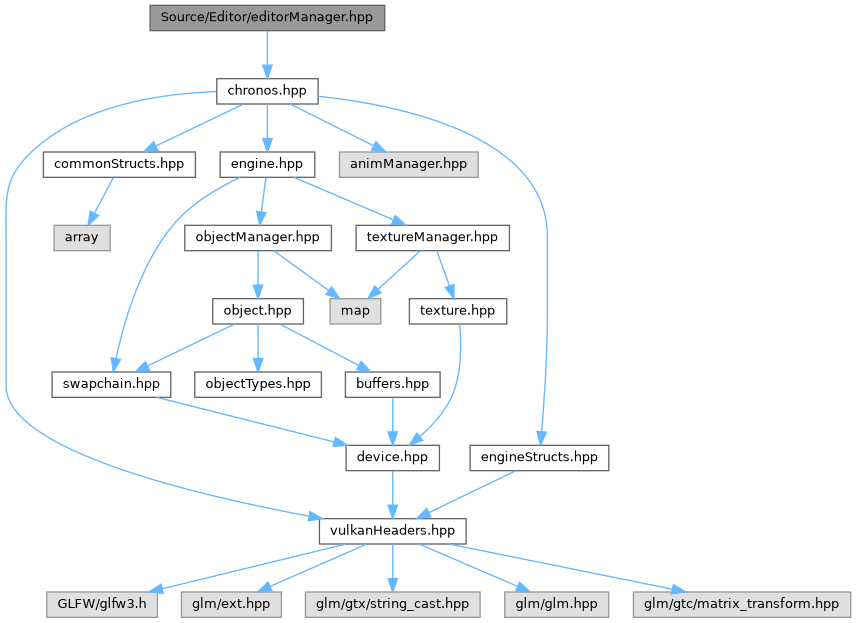 Source/Editor/editorManager.hpp
chronos.hpp
commonStructs.hpp
engine.hpp
animManager.hpp
array
objectManager.hpp
textureManager.hpp
object.hpp
map
texture.hpp
swapchain.hpp
objectTypes.hpp
buffers.hpp
device.hpp
engineStructs.hpp
vulkanHeaders.hpp
GLFW/glfw3.h
glm/ext.hpp
glm/gtx/string_cast.hpp
glm/glm.hpp
glm/gtc/matrix_transform.hpp